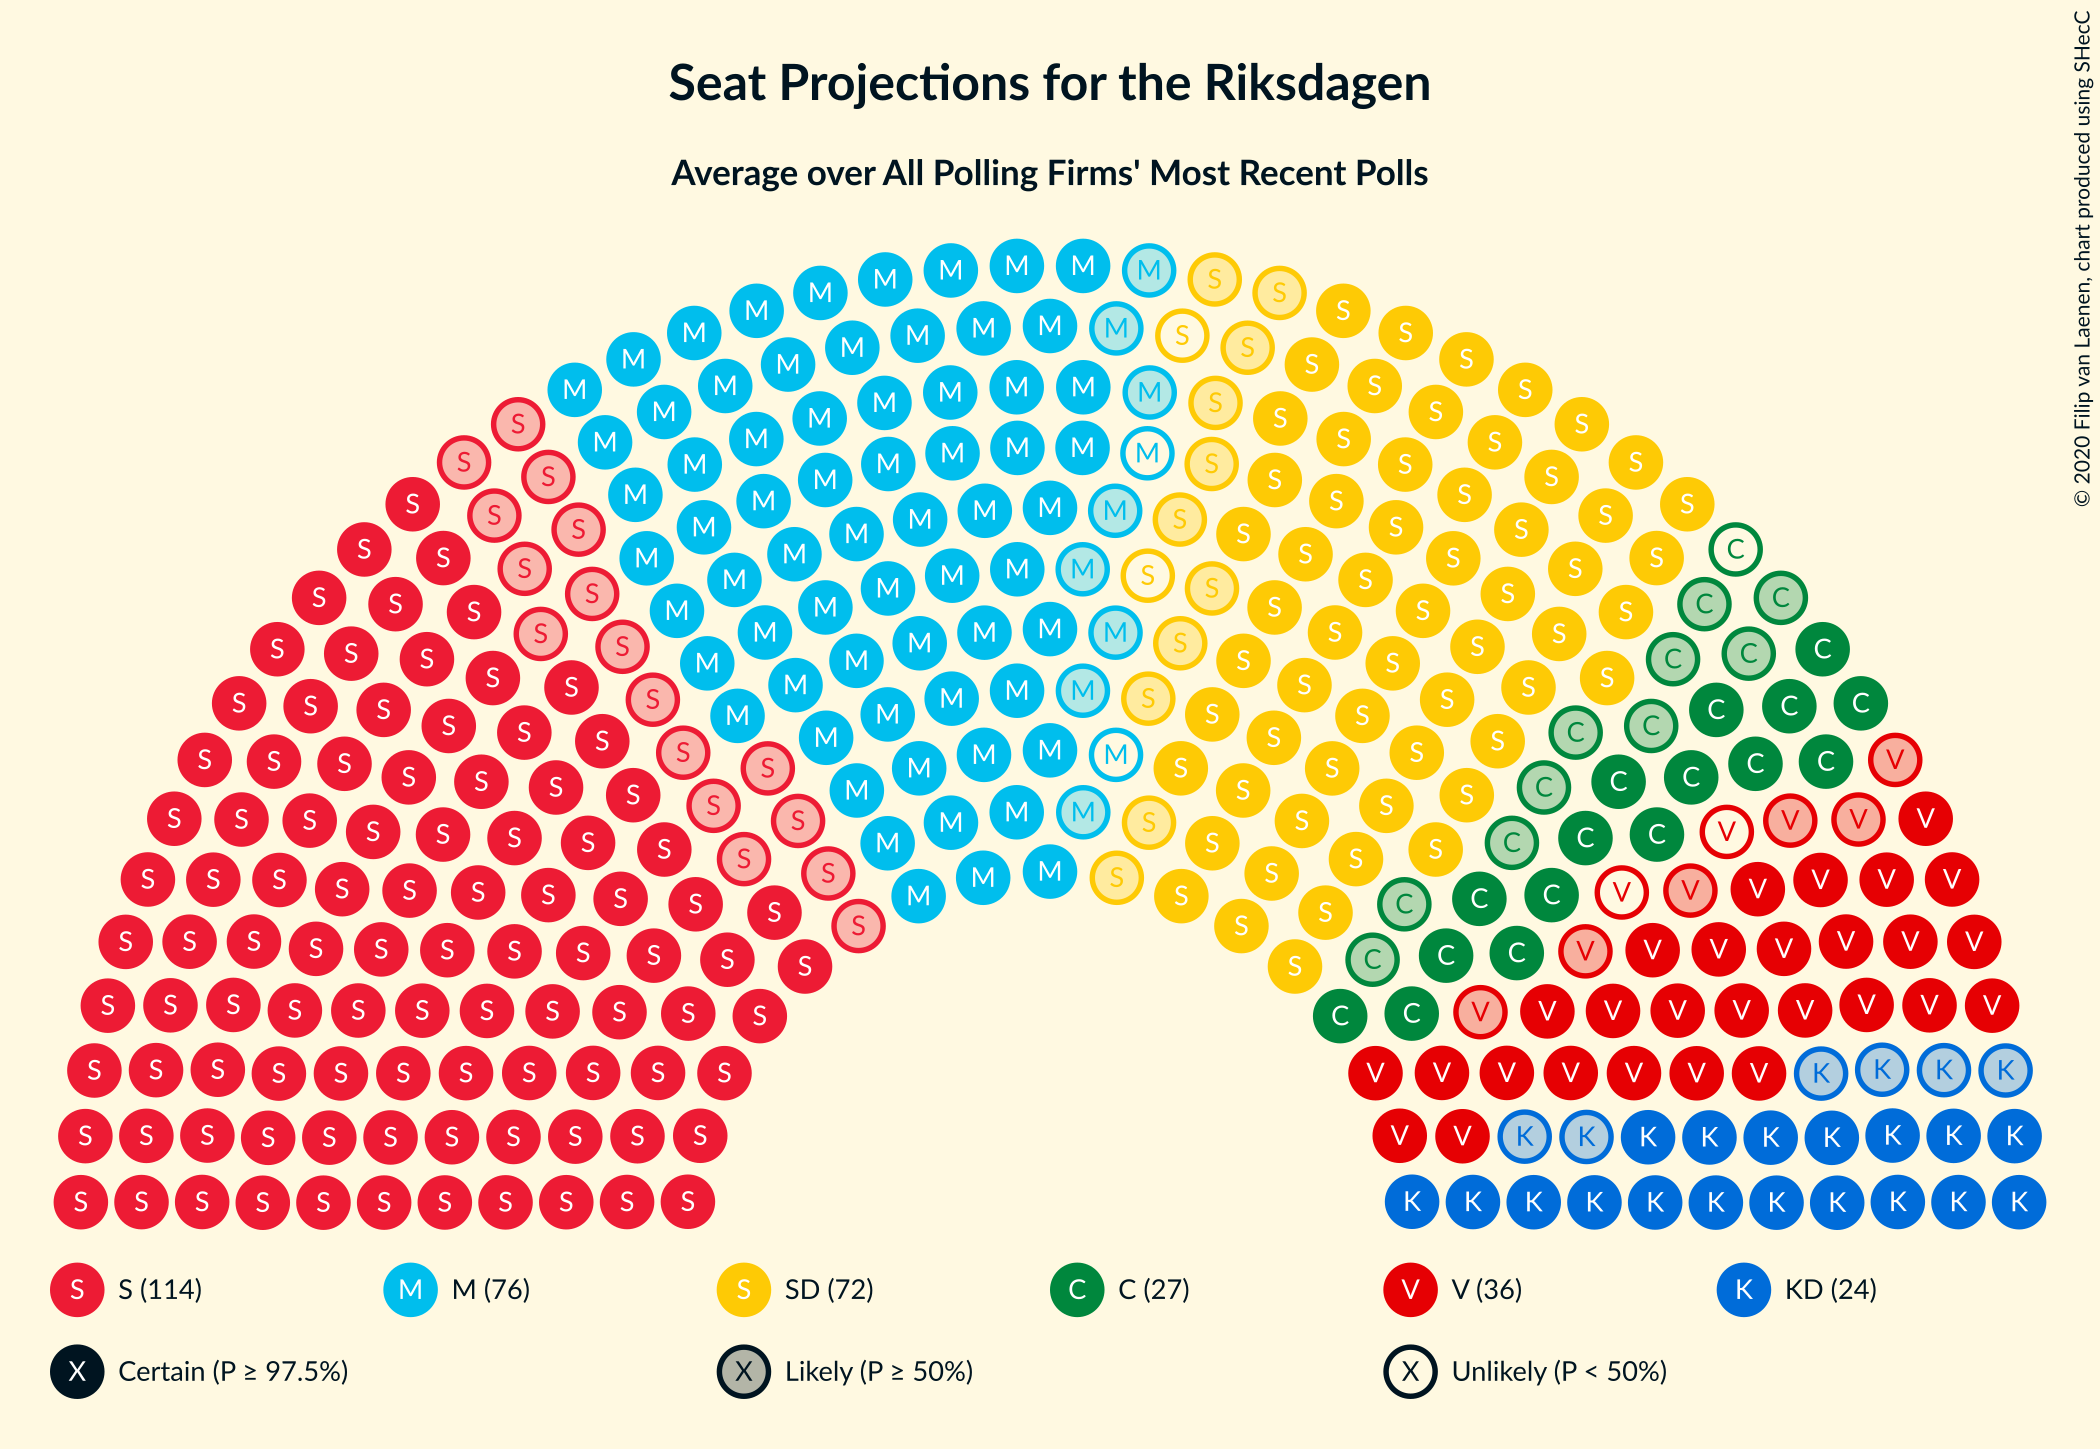 Seat Projections for the Riksdagen
Average over All Polling Firms' Most Recent Polls
© 2020 Filip van Laenen, chart produced using SHecC
S S (114) M M (76) S SD (72) C C (27) V V (36) K KD (24)
X Certain (P ≥ 97.5%) X Likely (P ≥ 50%) X Unlikely (P < 50%)